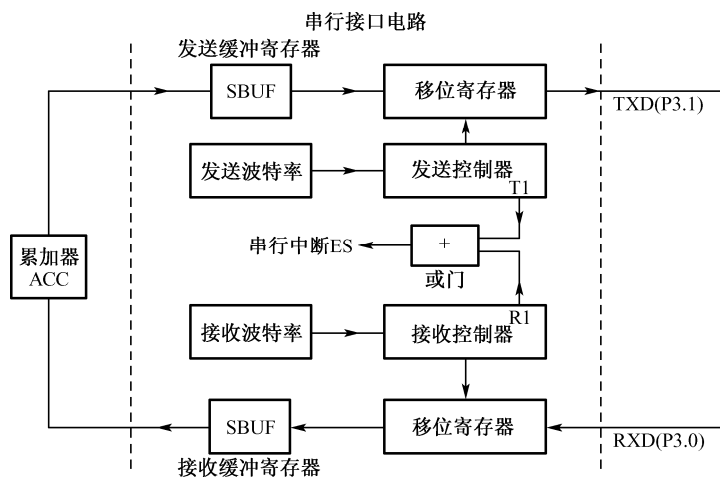 串行接口电路
发送缓冲寄存器
SBUF
移位寄存器
TXD(P3.1)
发送波特率
发送控制器
T1
串行中断ES
+
或门
累加器
ACC
R1
接收波特率
接收控制器
SBUF
移位寄存器
RXD(P3.0)
接收缓冲寄存器